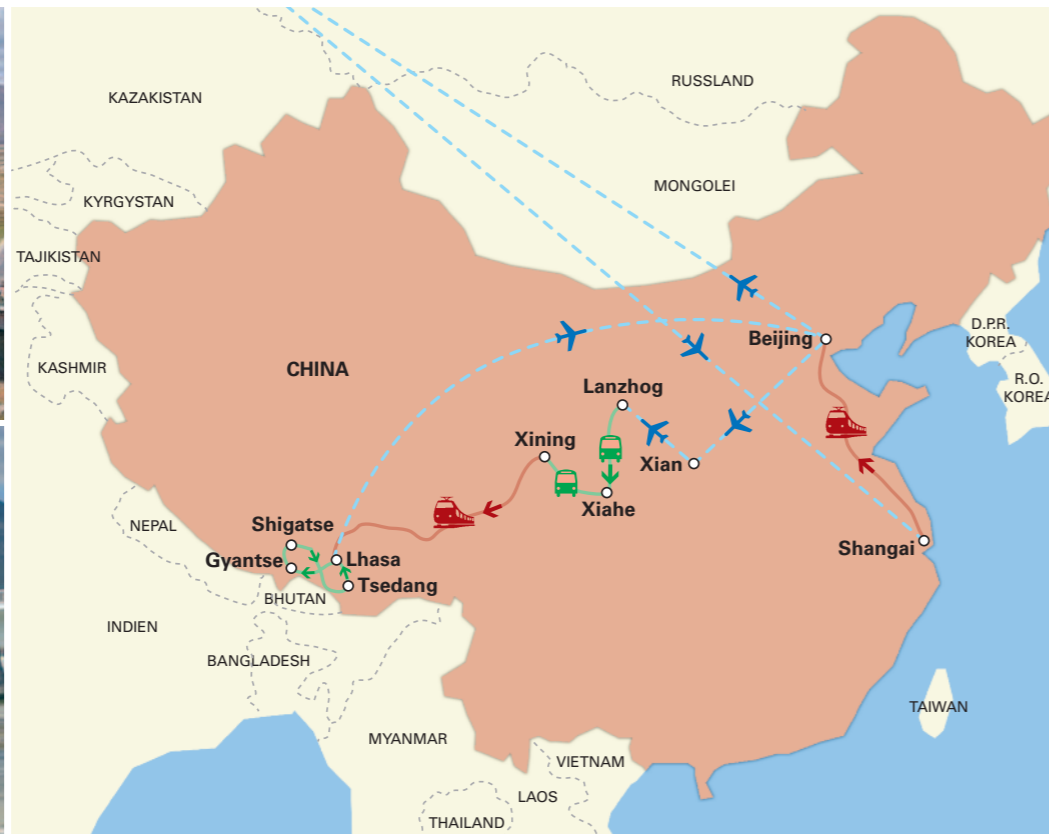 RUSSLAND
KAZAKISTAN
MONGOLEI
KYRGYSTAN
TAJIKISTAN
D.P.R.
KOREA
Beijing
KASHMIR
CHINA
R.O.
KOREA
Lanzhog
Xining
Xian
Xiahe
NEPAL
Shigatse
Shangai
Gyantse
Lhasa
Tsedang
BHUTAN
INDIEN
BANGLADESH
TAIWAN
MYANMAR
VIETNAM
LAOS
THAILAND